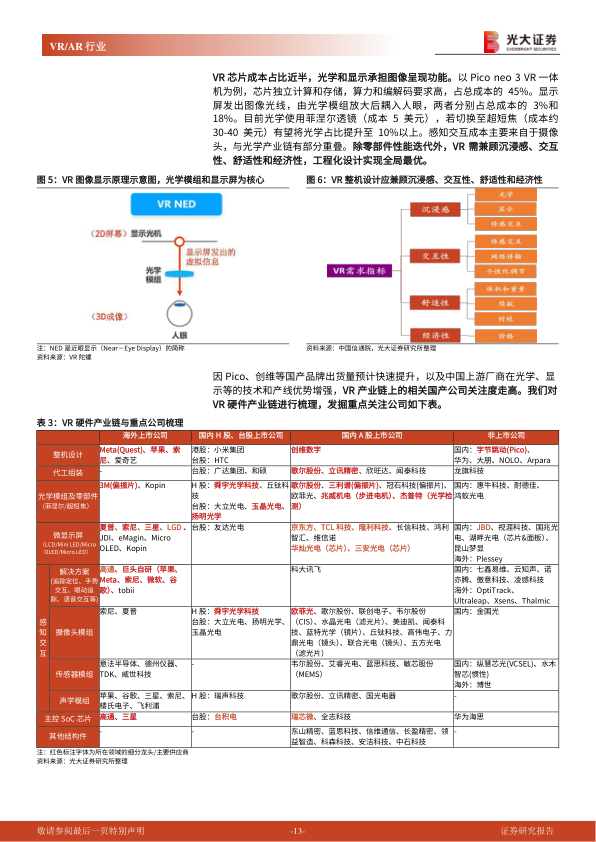 VR/AR 行业
光大证券
EVERBRIGHT SECURITIES
VR 芯片成本占比近半，光学和显示承担图像呈现功能。以 Pico neo 3 VR 一体
机为例，芯片独立计算和存储，算力和编解码要求高，占总成本的 45%。显示
屏发出图像光线，由光学模组放大后耦入人眼，两者分别占总成本的 3%和
18%。目前光学使用菲涅尔透镜（成本 5 美元），若切换至超短焦（成本约
30-40 美元）有望将光学占比提升至 10%以上。感知交互成本主要来自于摄像
头，与光学产业链有部分重叠。除零部件性能迭代外，VR 需兼顾沉浸感、交互
性、舒适性和经济性，工程化设计实现全局最优。
图 5：VR 图像显示原理示意图，光学模组和显示屏为核心
VR NED
（2D屏幕）显示光机
显示屏发出的
虚拟信息
光学
模组
（3D成像）
人眼
注：NED 是近眼显示（Near－Eye Display）的简称
资料来源：VR 陀螺
图 6：VR 整机设计应兼顾沉浸感、交互性、舒适性和经济性
VR需求指标
沉浸感
光学
显示
传感交互
交互性
传感交互
网络传输
个性化调节
舒适性
体积和重量
续航
时延
经济性
价格
资料来源：中国信通院，光大证券研究所整理
因 Pico、创维等国产品牌出货量预计快速提升，以及中国上游厂商在光学、显
示等的技术和产线优势增强，VR 产业链上的相关国产公司关注度走高。我们对
VR 硬件产业链进行梳理，发掘重点关注公司如下表。
表 3：VR 硬件产业链与重点公司梳理
海外上市公司 国内 H 股、台股上市公司 国内 A 股上市公司 非上市公司
整机设计
Meta(Quest)、苹果、索
尼、爱奇艺
港股：小米集团
台股：HTC
创维数字
国内：字节跳动(Pico)、
华为、大朋、NOLO、Arpara
代工组装
-
台股：广达集团、和硕
歌尔股份、立讯精密、欣旺达、闻泰科技
龙旗科技
光学模组及零部件
(菲涅尔/超短焦)
3M(偏振片)、Kopin
H 股：舜宇光学科技、丘钛科
技
台股：大立光电、玉晶光电、
扬明光学
歌尔股份、三利谱(偏振片)、冠石科技(偏振片)、
欧菲光、兆威机电（步进电机）、杰普特（光学检
测）
国内：惠牛科技、耐德佳、
鸿蚁光电
微显示屏
(LCD/Mini LED/Micro
OLED/Micro LED)
夏普、索尼、三星、LGD 、
JDI、eMagin、Micro
OLED、Kopin
台股：友达光电
京东方、TCL 科技、隆利科技、长信科技、鸿利
智汇、维信诺
华灿光电（芯片）、三安光电（芯片）
国内：JBD、视涯科技、国兆光
电、湖畔光电（芯片&面板）、
昆山梦显
海外：Plessey
感
知
交
互
解决方案
(追踪定位、手势
交互、眼动追
踪、语音交互等)
高通、巨头自研（苹果、
Meta、索尼、微软、谷
歌）、tobii
科大讯飞
国内：七鑫易维、云知声、诺
亦腾、傲意科技、凌感科技
海外：OptiTrack、
Ultraleap、Xsens、Thalmic
摄像头模组
索尼、夏普
H 股：舜宇光学科技
台股：大立光电、扬明光学、
玉晶光电
欧菲光、歌尔股份、联创电子、韦尔股份
（CIS）、水晶光电（滤光片）、美迪凯、闻泰科
技、蓝特光学（镜片）、丘钛科技、高伟电子、力
鼎光电（镜头）、联合光电（镜头）、五方光电
（滤光片）
国内：金国光
传感器模组
意法半导体、德州仪器、
TDK、威世科技
-
韦尔股份、艾睿光电、蓝思科技、敏芯股份
（MEMS）
国内：纵慧芯光(VCSEL)、水木
智芯(惯性)
海外：博世
声学模组
苹果、谷歌、三星、索尼、
楼氏电子、飞利浦
H 股：瑞声科技
歌尔股份、立讯精密、国光电器
-
主控 SoC 芯片
高通、三星
台股：台积电
瑞芯微、全志科技
华为海思
其他结构件
-
-
东山精密、蓝思科技、信维通信、长盈精密、领
益智造、科森科技、安洁科技、中石科技
-
注：红色标注字体为所在领域的细分龙头/主要供应商
资料来源：光大证券研究所整理
敬请参阅最后一页特别声明
-13-
证券研究报告